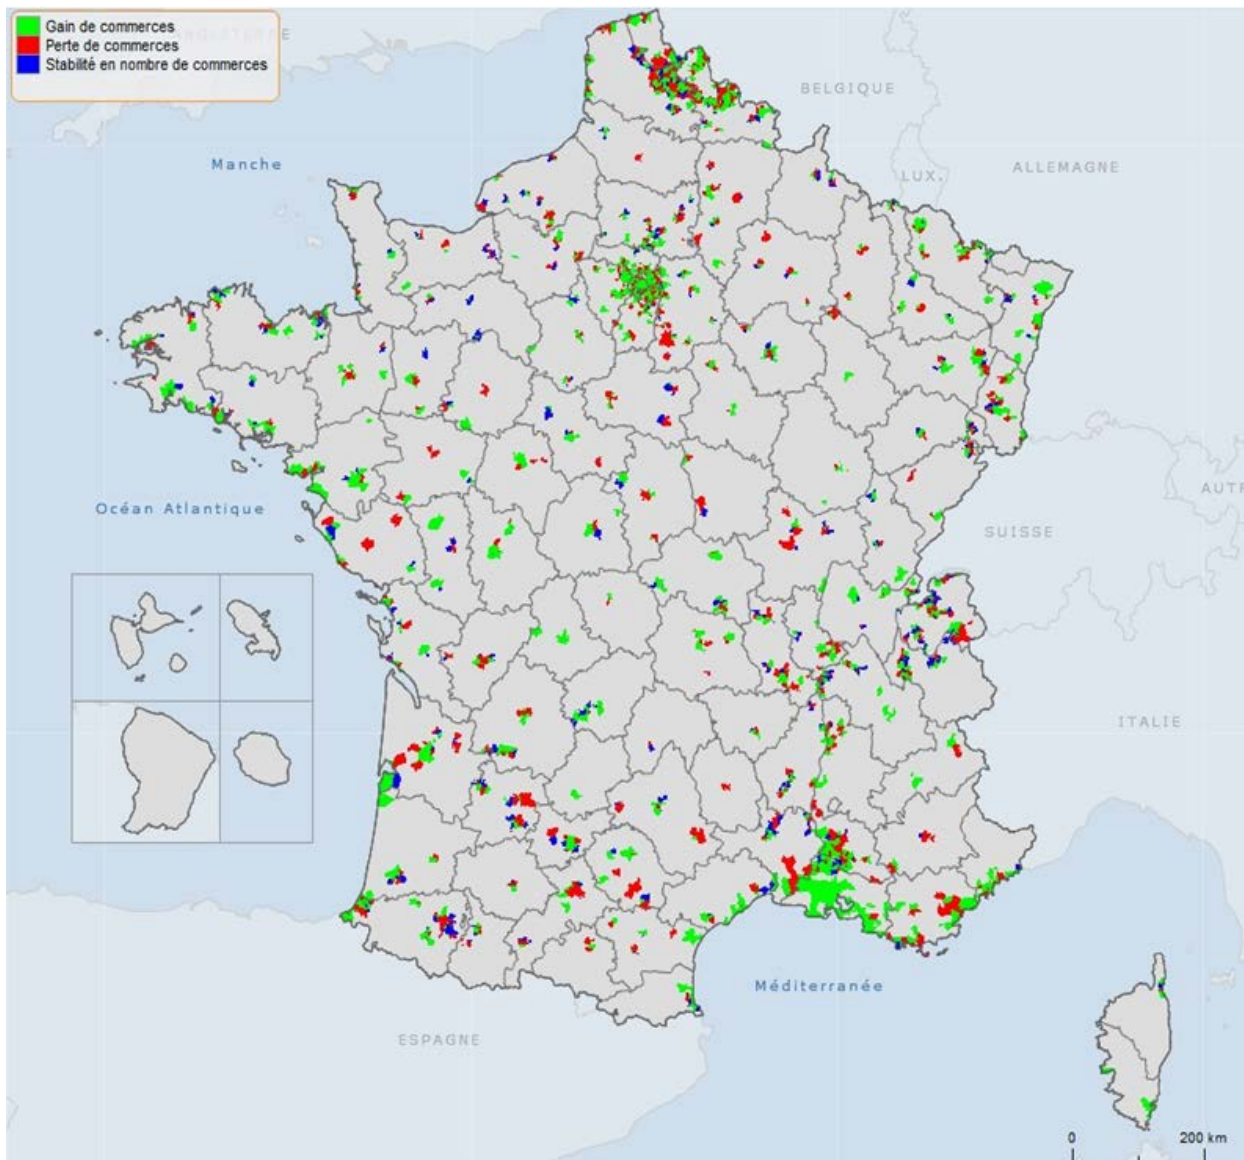 Gain de commerces
Perte de commerces
Stabilité en nombre de commerces
BELGIQUE
Manche
LUX.
ALLEMAGNE
Océan Atlantique
AUTR
SUISSE
ITALIE
Méditerranée
ESPAGNE
0
200 km